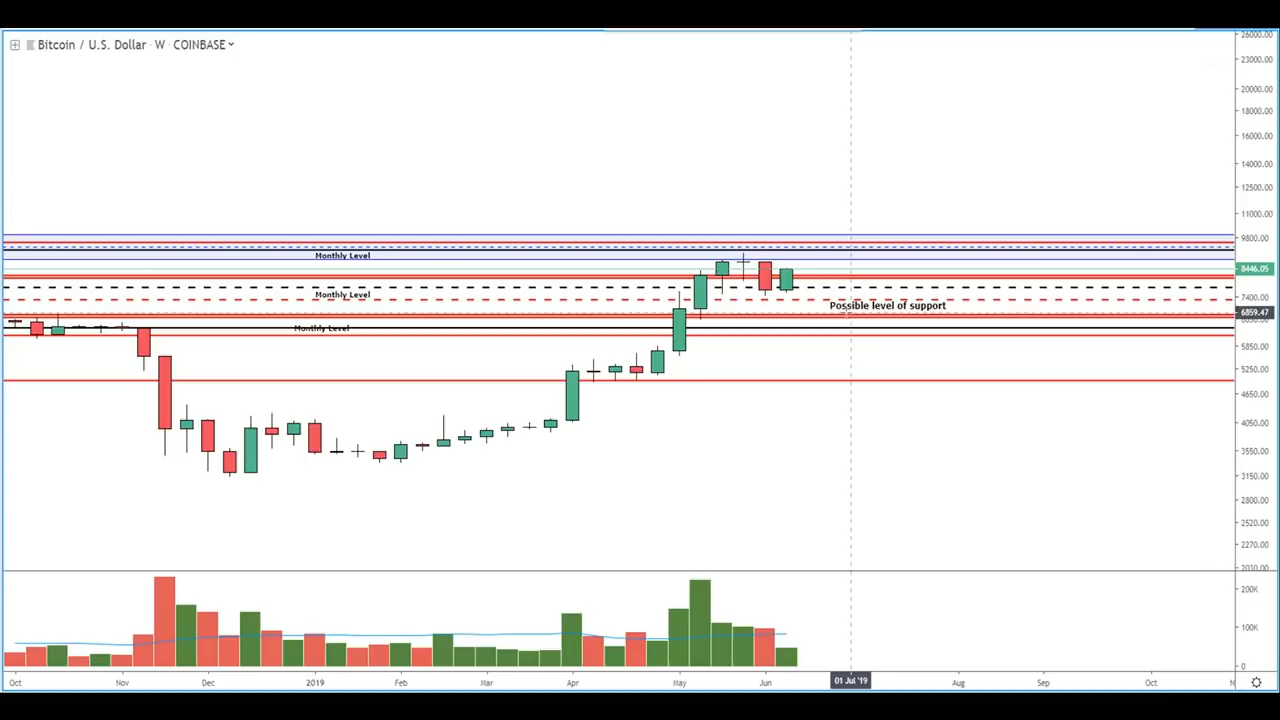 Bitcoin / U.S. Dollar · W · COINBASE
26000.00
23000.00
20000.00
18000.00
16000.00
14000.00
12500.00
11000.00
9800.00
Monthly Level
8446.05
Monthly Level
7400.00
Possible level of support
6859.47
Monthly Level
5850.00
5250.00
4650.00
4050.00
3550.00
3150.00
2800.00
2520.00
2270.00
2030.00
200K
100K
0
Oct Nov Dec 2019 Feb Mar Apr May Jun 01 Jul '19 Aug Sep Oct N